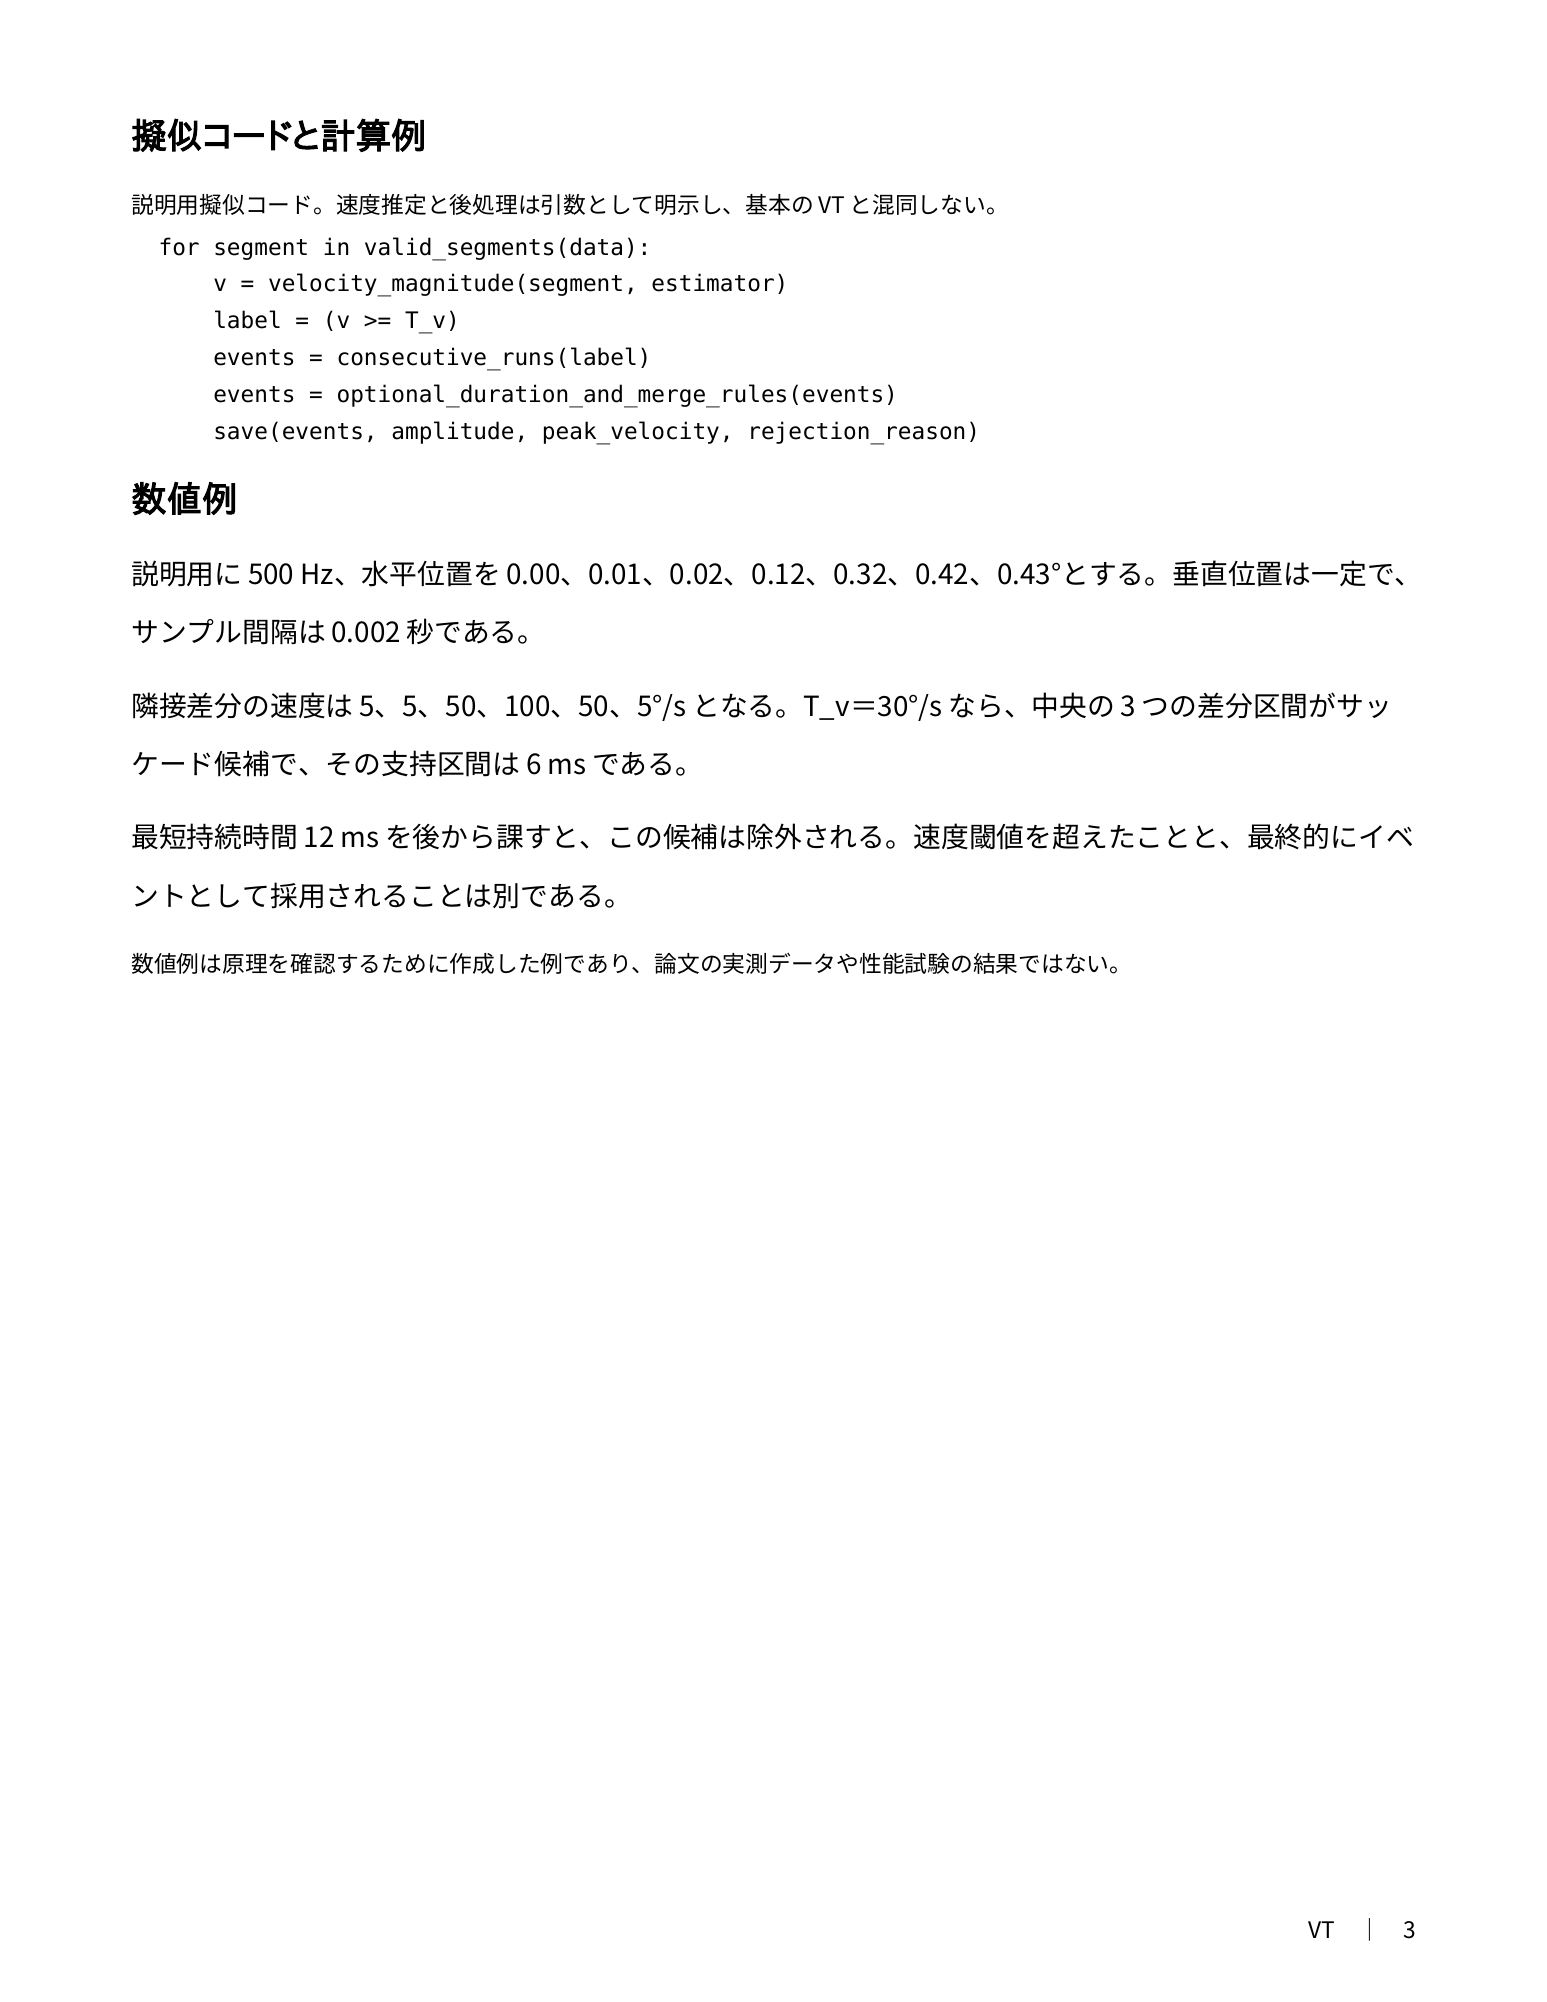 擬似コードと計算例
説明用擬似コード。速度推定と後処理は引数として明示し、基本の VT と混同しない。
for segment in valid_segments(data):
    v = velocity_magnitude(segment, estimator)
    label = (v >= T_v)
    events = consecutive_runs(label)
    events = optional_duration_and_merge_rules(events)
    save(events, amplitude, peak_velocity, rejection_reason)
数値例
説明用に 500 Hz、水平位置を 0.00、0.01、0.02、0.12、0.32、0.42、0.43°とする。垂直位置は一定で、
サンプル間隔は 0.002 秒である。
隣接差分の速度は 5、5、50、100、50、5°/s となる。T_v＝30°/s なら、中央の 3 つの差分区間がサッ
ケード候補で、その支持区間は 6 ms である。
最短持続時間 12 ms を後から課すと、この候補は除外される。速度閾値を超えたことと、最終的にイベ
ントとして採用されることは別である。
数値例は原理を確認するために作成した例であり、論文の実測データや性能試験の結果ではない。
VT ｜ 3